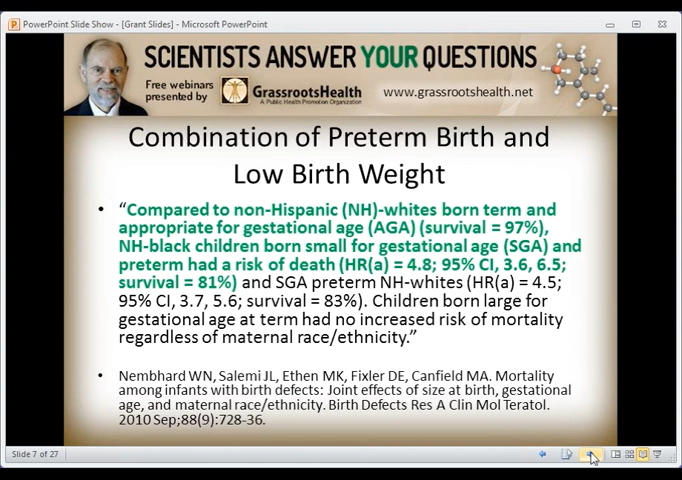 PowerPoint Slide Show - [Grant Slides] - Microsoft PowerPoint
SCIENTISTS ANSWER YOUR QUESTIONS
Free webinars
presented by
GrassrootsHealth
A Public Health Promotion Organization
www.grassrootshealth.net
Combination of Preterm Birth and
Low Birth Weight
• “Compared to non-Hispanic (NH)-whites born term and
appropriate for gestational age (AGA) (survival = 97%),
NH-black children born small for gestational age (SGA) and
preterm had a risk of death (HR(a) = 4.8; 95% CI, 3.6, 6.5;
survival = 81%) and SGA preterm NH-whites (HR(a) = 4.5;
95% CI, 3.7, 5.6; survival = 83%). Children born large for
gestational age at term had no increased risk of mortality
regardless of maternal race/ethnicity.”
• Nembhard WN, Salemi JL, Ethen MK, Fixler DE, Canfield MA. Mortality
among infants with birth defects: Joint effects of size at birth, gestational
age, and maternal race/ethnicity. Birth Defects Res A Clin Mol Teratol.
2010 Sep;88(9):728-36.
Slide 7 of 27